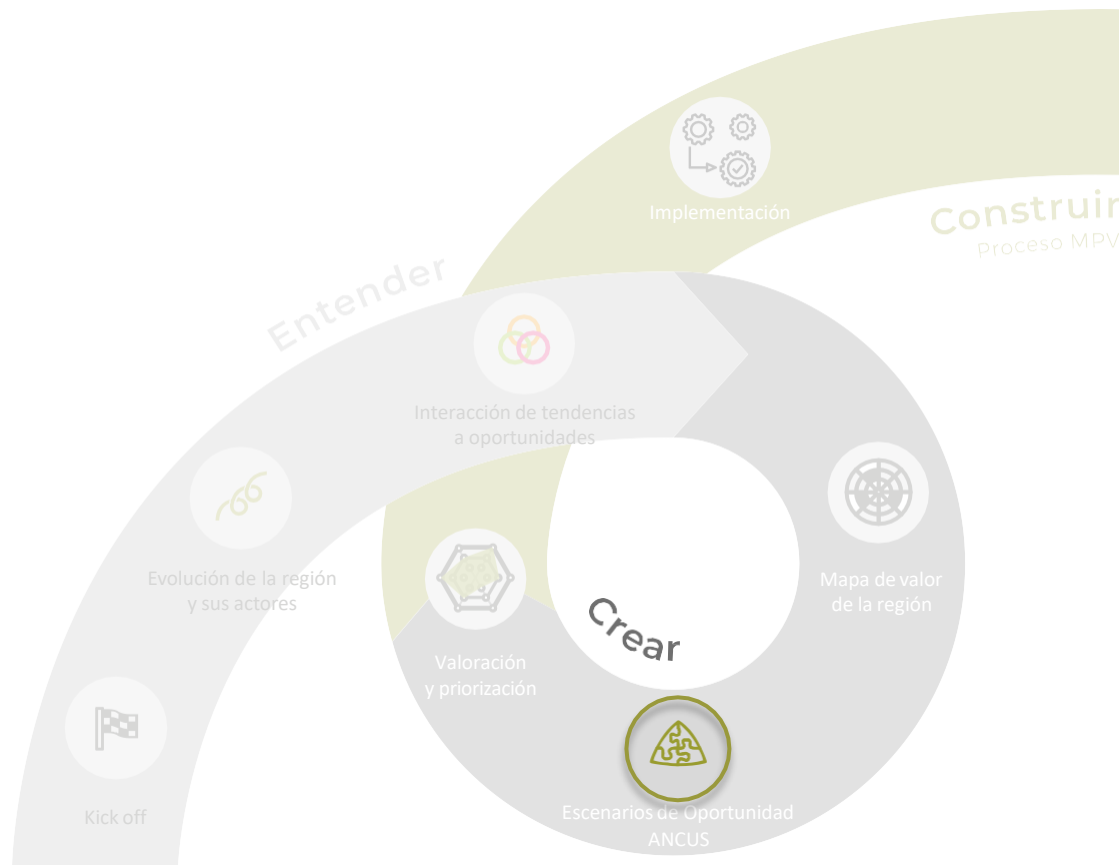 Implementación
Construir
Proceso MPV
Entender
Interacción de tendencias
a oportunidades
Evolución de la región
y sus actores
Mapa de valor
de la región
Crear
Valoración
y priorización
Kick off
Escenarios de Oportunidad
ANCUS